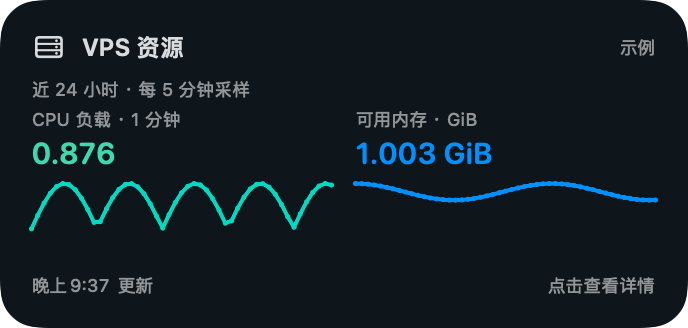 VPS 资源
示例
近 24 小时 · 每 5 分钟采样
CPU 负载 · 1 分钟
0.876
可用内存 · GiB
1.003 GiB
晚上 9:37 更新
点击查看详情